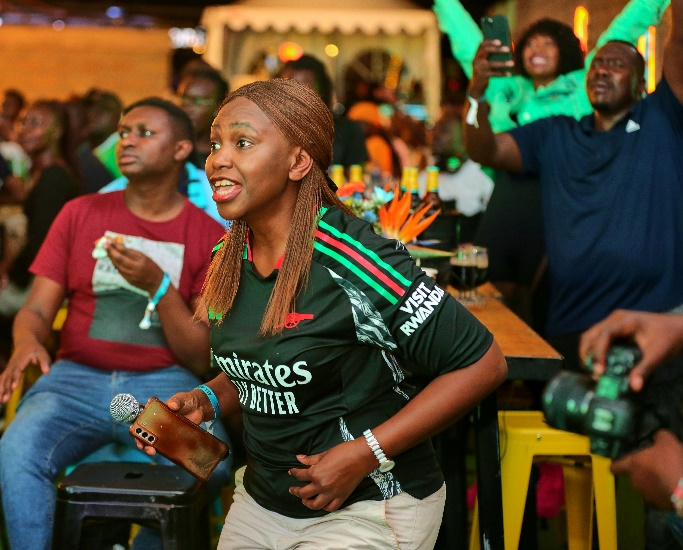 Emirates
FLY BETTER
VISIT
RWANDA